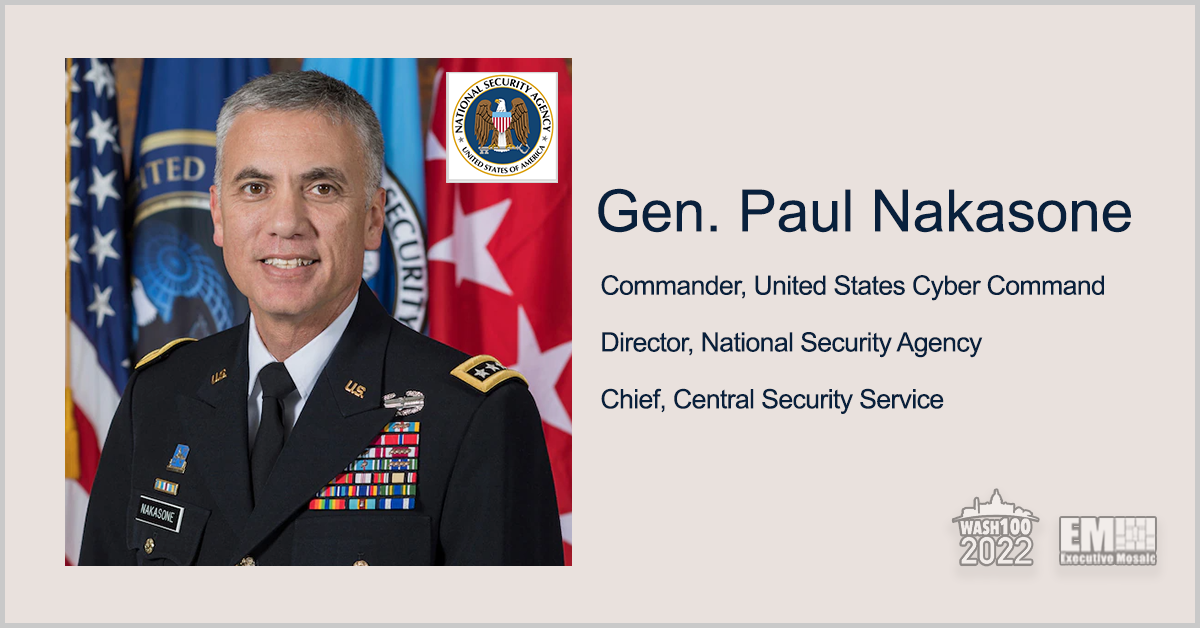 NATIONAL SECURITY AGENCY
UNITED STATES OF AMERICA
ITED
SECURITY
U.S.
U.S.
NAKASONE
Gen. Paul Nakasone
Commander, United States Cyber Command
Director, National Security Agency
Chief, Central Security Service
WASH100
2022
EM
Executive Mosaic